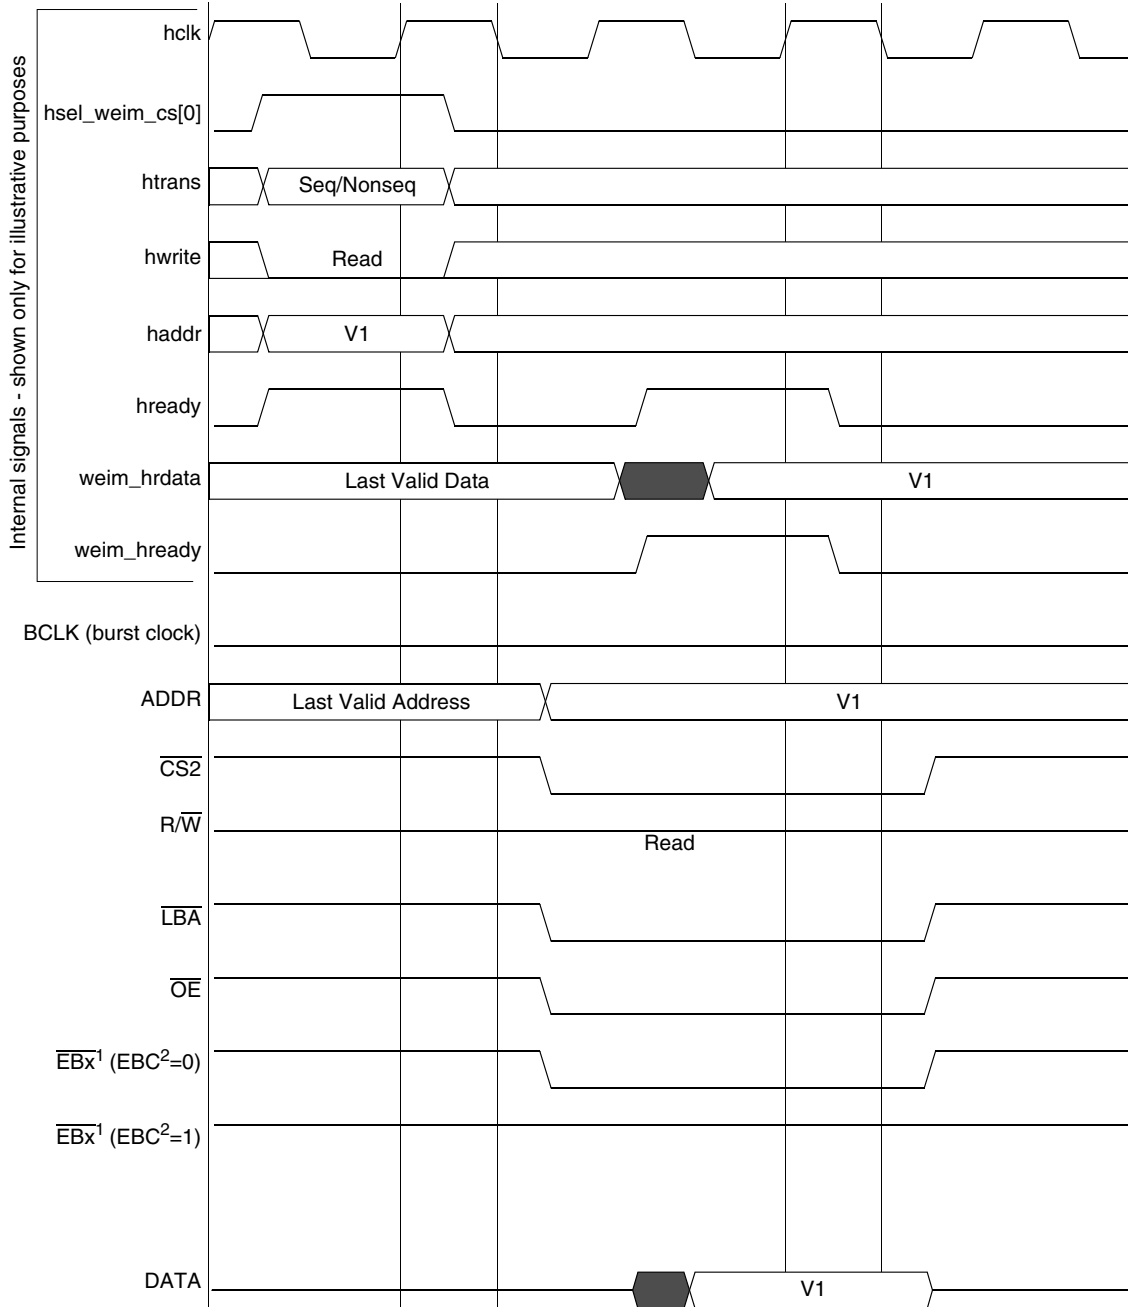 Internal signals - shown only for illustrative purposes
hclk
hsel_weim_cs[0]
htrans Seq/Nonseq
hwrite Read
haddr V1
hready
weim_hrdata Last Valid Data V1
weim_hready
BCLK (burst clock)
ADDR Last Valid Address V1
CS2
R/W
Read
LBA
OE
EBx1 (EBC2=0)
EBx1 (EBC2=1)
DATA V1